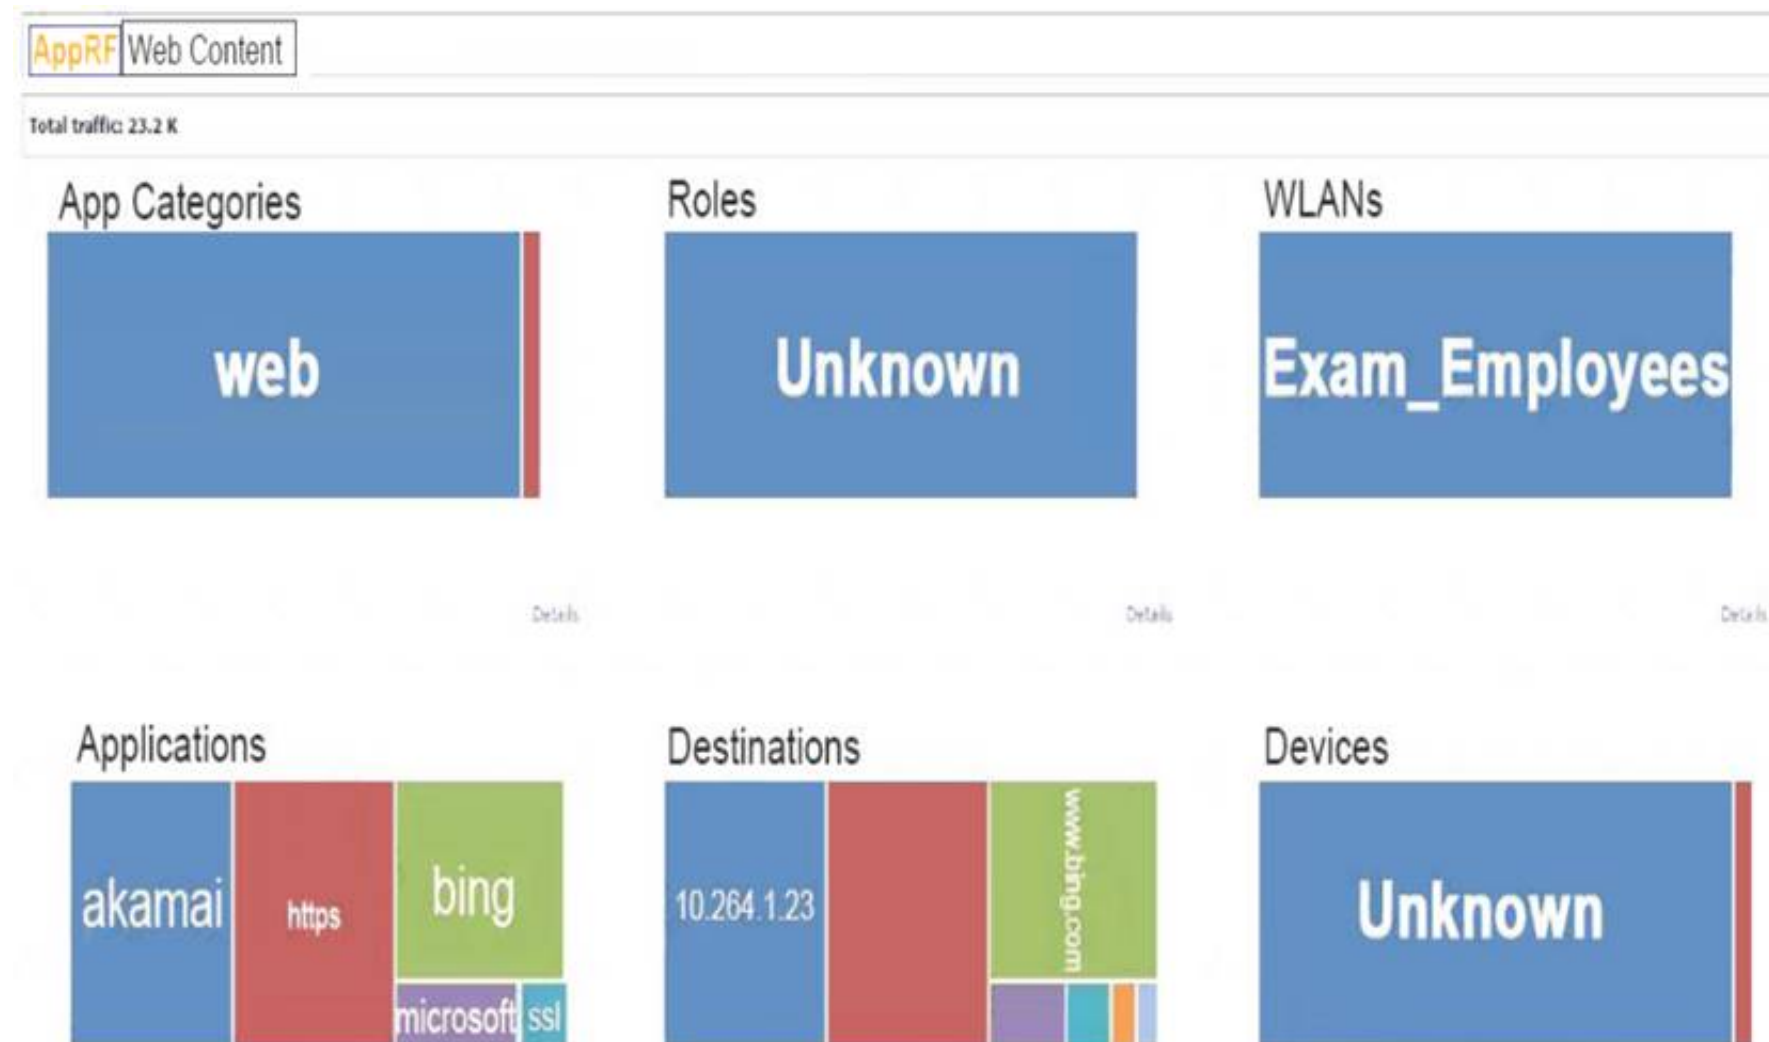 AppRF Web Content
Total traffic: 23.2 K
App Categories
Roles
WLANs
web
Unknown
Exam_Employees
Details
Details
Details
Applications
Destinations
Devices
akamai
https
bing
microsoft
ssl
10.264.1.23
www.bing.com
Unknown